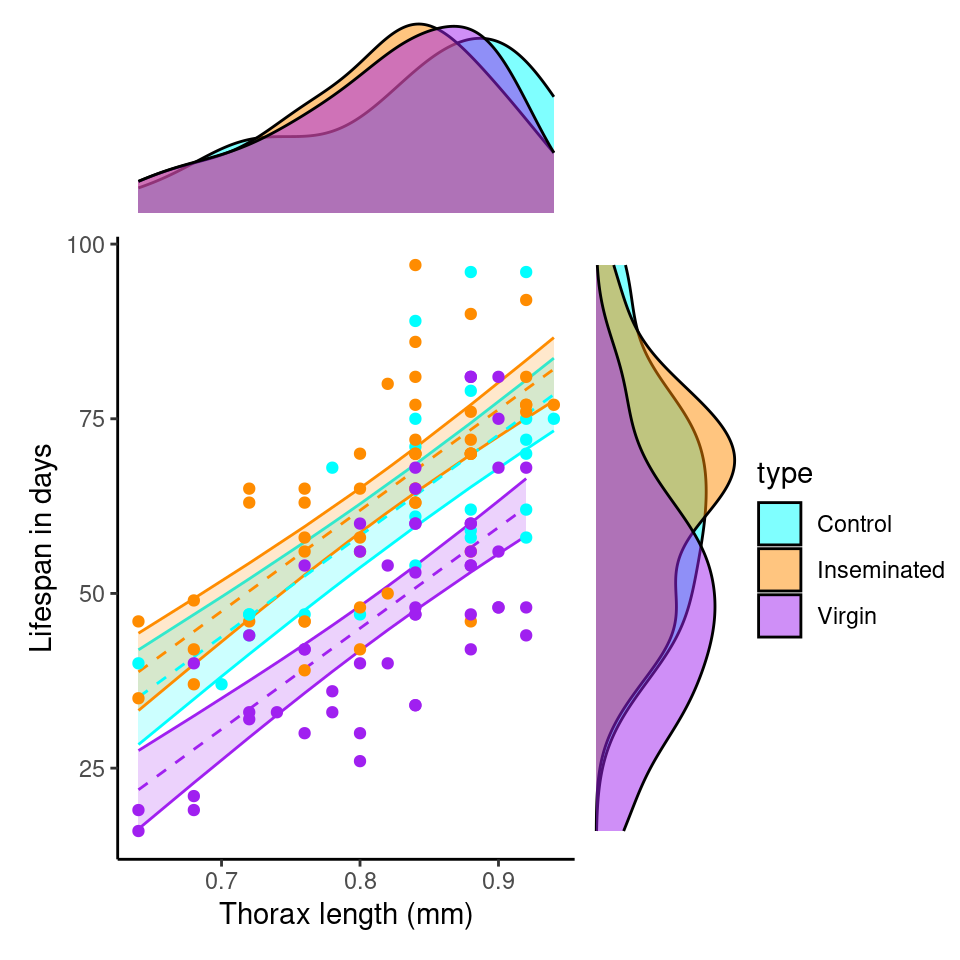 100
75
50
25
Lifespan in days
0.7 0.8 0.9
Thorax length (mm)
type
Control
Inseminated
Virgin